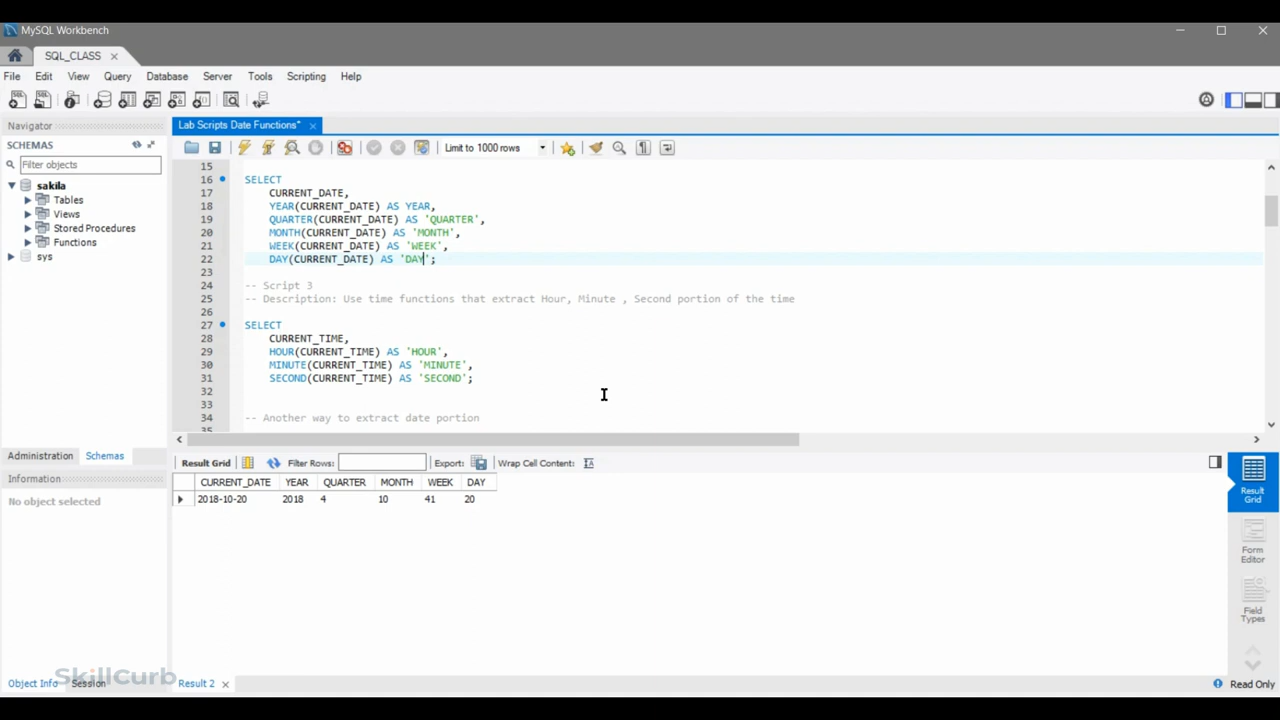 MySQL Workbench
SQL_CLASS
File Edit View Query Database Server Tools Scripting Help
Navigator
Lab Scripts Date Functions*
SCHEMAS
Limit to 1000 rows
Filter objects
sakila
Tables
Views
Stored Procedures
Functions
sys
15
16 SELECT
17 CURRENT_DATE,
18 YEAR(CURRENT_DATE) AS YEAR,
19 QUARTER(CURRENT_DATE) AS 'QUARTER',
20 MONTH(CURRENT_DATE) AS 'MONTH',
21 WEEK(CURRENT_DATE) AS 'WEEK',
22 DAY(CURRENT_DATE) AS 'DAY';
23
24 -- Script 3
25 -- Description: Use time functions that extract Hour, Minute , Second portion of the time
26
27 SELECT
28 CURRENT_TIME,
29 HOUR(CURRENT_TIME) AS 'HOUR',
30 MINUTE(CURRENT_TIME) AS 'MINUTE',
31 SECOND(CURRENT_TIME) AS 'SECOND';
32
33
34 -- Another way to extract date portion
35
Administration Schemas
Information
No object selected
Result Grid Filter Rows: Export: Wrap Cell Content:
CURRENT_DATE YEAR QUARTER MONTH WEEK DAY
2018-10-20 2018 4 10 41 20
Result
Grid
Form
Editor
Field
Types
SkillCurb
Object Info Session
Result 2
Read Only